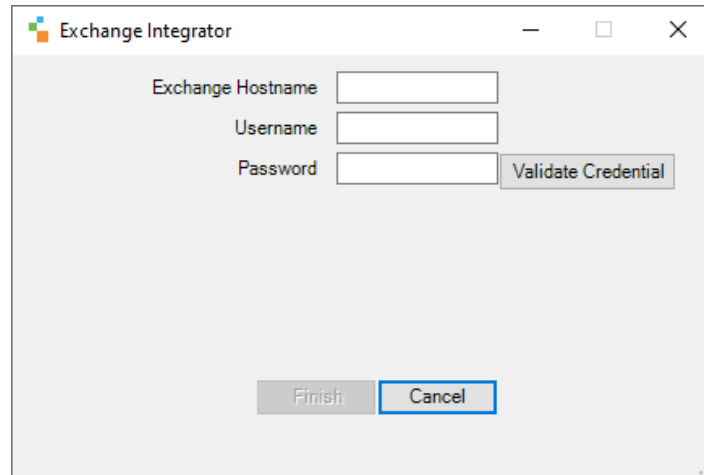 Exchange Integrator
Exchange Hostname
Username
Password
Validate Credential
Finish
Cancel